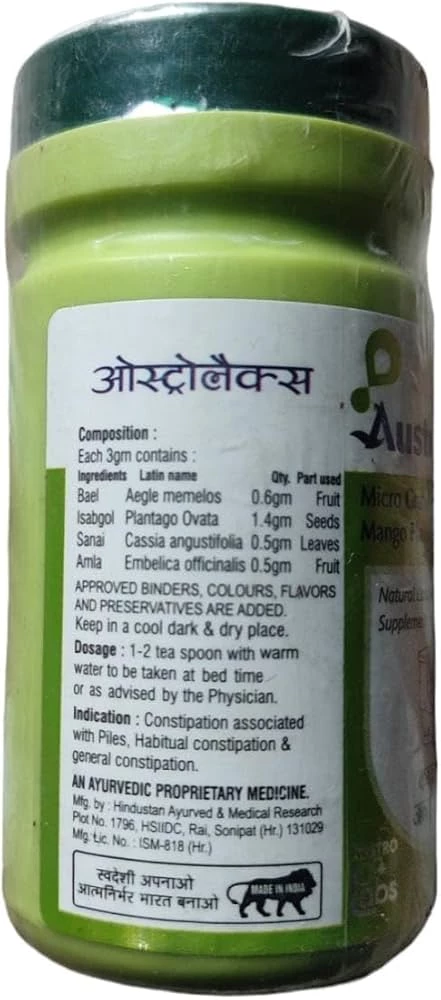 ओस्ट्रोलैक्स
Composition :
Each 3gm contains :
Ingredients Latin name Qty. Part used
Bael Aegle memelos 0.6gm Fruit
Isabgol Plantago Ovata 1.4gm Seeds
Sanai Cassia angustifolia 0.5gm Leaves
Amla Embelica officinalis 0.5gm Fruit
APPROVED BINDERS, COLOURS, FLAVORS
AND PRESERVATIVES ARE ADDED.
Keep in a cool dark & dry place.
Dosage : 1-2 tea spoon with warm
water to be taken at bed time
or as advised by the Physician.
Indication : Constipation associated
with Piles, Habitual constipation &
general constipation.
AN AYURVEDIC PROPRIETARY MEDICINE.
Mfg. by : Hindustan Ayurved & Medical Research
Plot No. 1796, HSIIDC, Rai, Sonipat (Hr.) 131029
Mfg. Lic. No. : ISM-818 (Hr.)
स्वदेशी अपनाओ
आत्मनिर्भर भारत बनाओ
MADE IN INDIA
Micro
Mango
Natural